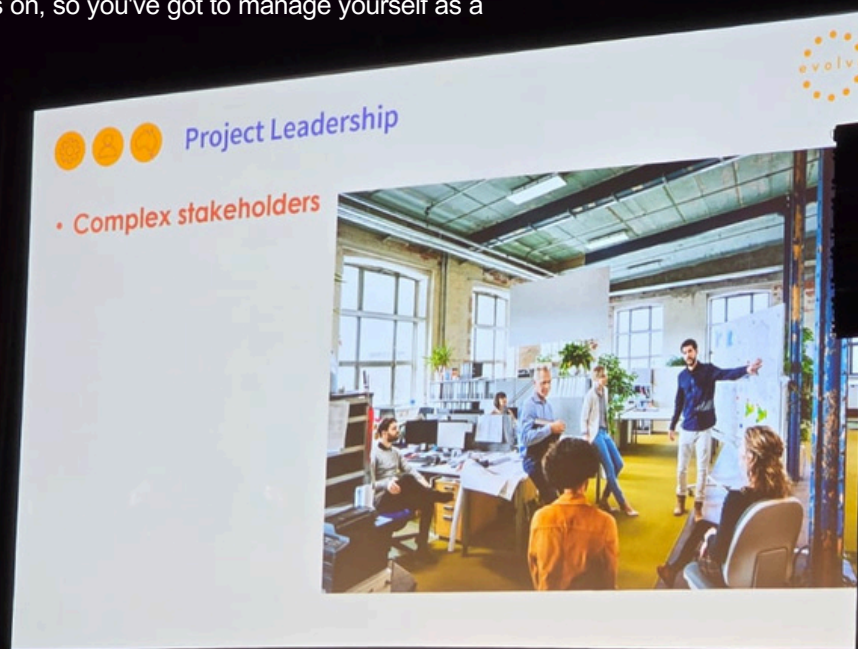 s on, so you've got to manage yourself as a
evolv
Project Leadership
• Complex stakeholders